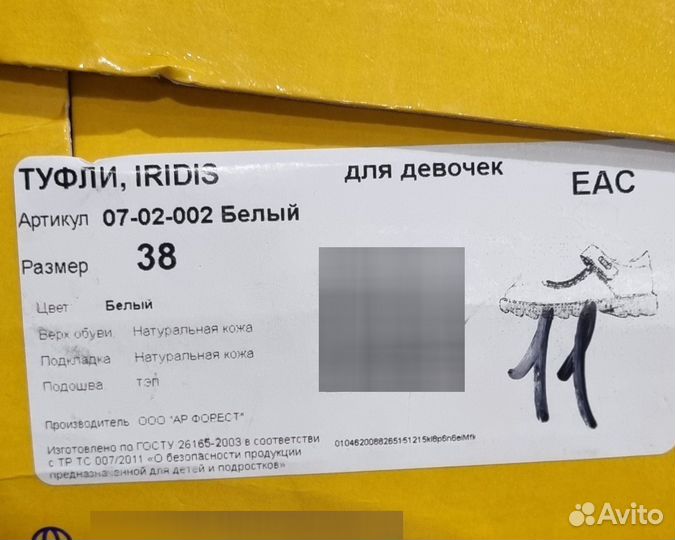 ТУФЛИ, IRIDIS для девочек EAC
Артикул 07-02-002 Белый
Размер 38
Цвет Белый
Верх обуви Натуральная кожа
Подкладка Натуральная кожа
Подошва тэп
11
Производитель ООО "АР ФОРЕСТ"
Изготовлено по ГОСТУ 26165-2003 в соответстви
с ТР ТС 007/2011 «О безопасности продукции
предназначенной для детей и подростков»
Avito